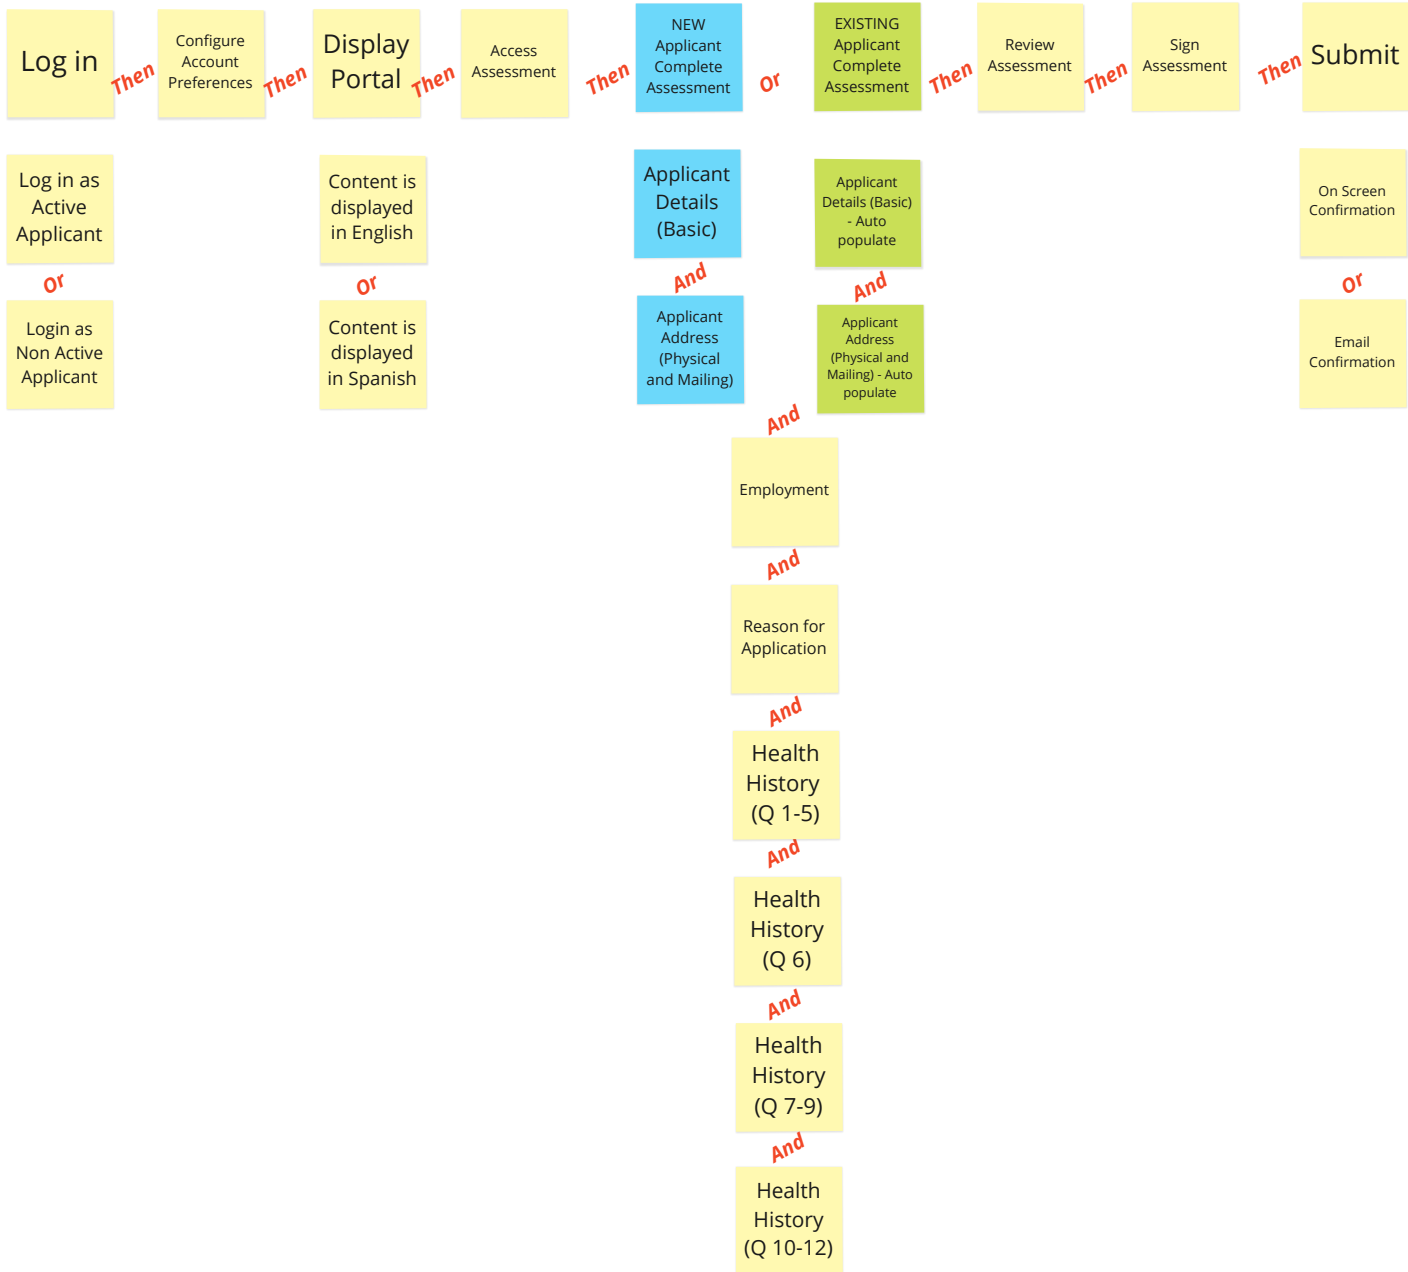 Log in
Then
Configure
Account
Preferences
Then
Display
Portal
Then
Access
Assessment
Then
NEW
Applicant
Complete
Assessment
Or
EXISTING
Applicant
Complete
Assessment
Then
Review
Assessment
Then
Sign
Assessment
Then
Submit
Log in as
Active
Applicant
Or
Login as
Non Active
Applicant
Content is
displayed
in English
Or
Content is
displayed
in Spanish
Applicant
Details
(Basic)
And
Applicant
Address
(Physical
and Mailing)
Applicant
Details (Basic)
- Auto
populate
And
Applicant
Address
(Physical and
Mailing) - Auto
populate
On Screen
Confirmation
Or
Email
Confirmation
And
Employment
And
Reason for
Application
And
Health
History
(Q 1-5)
And
Health
History
(Q 6)
And
Health
History
(Q 7-9)
And
Health
History
(Q 10-12)